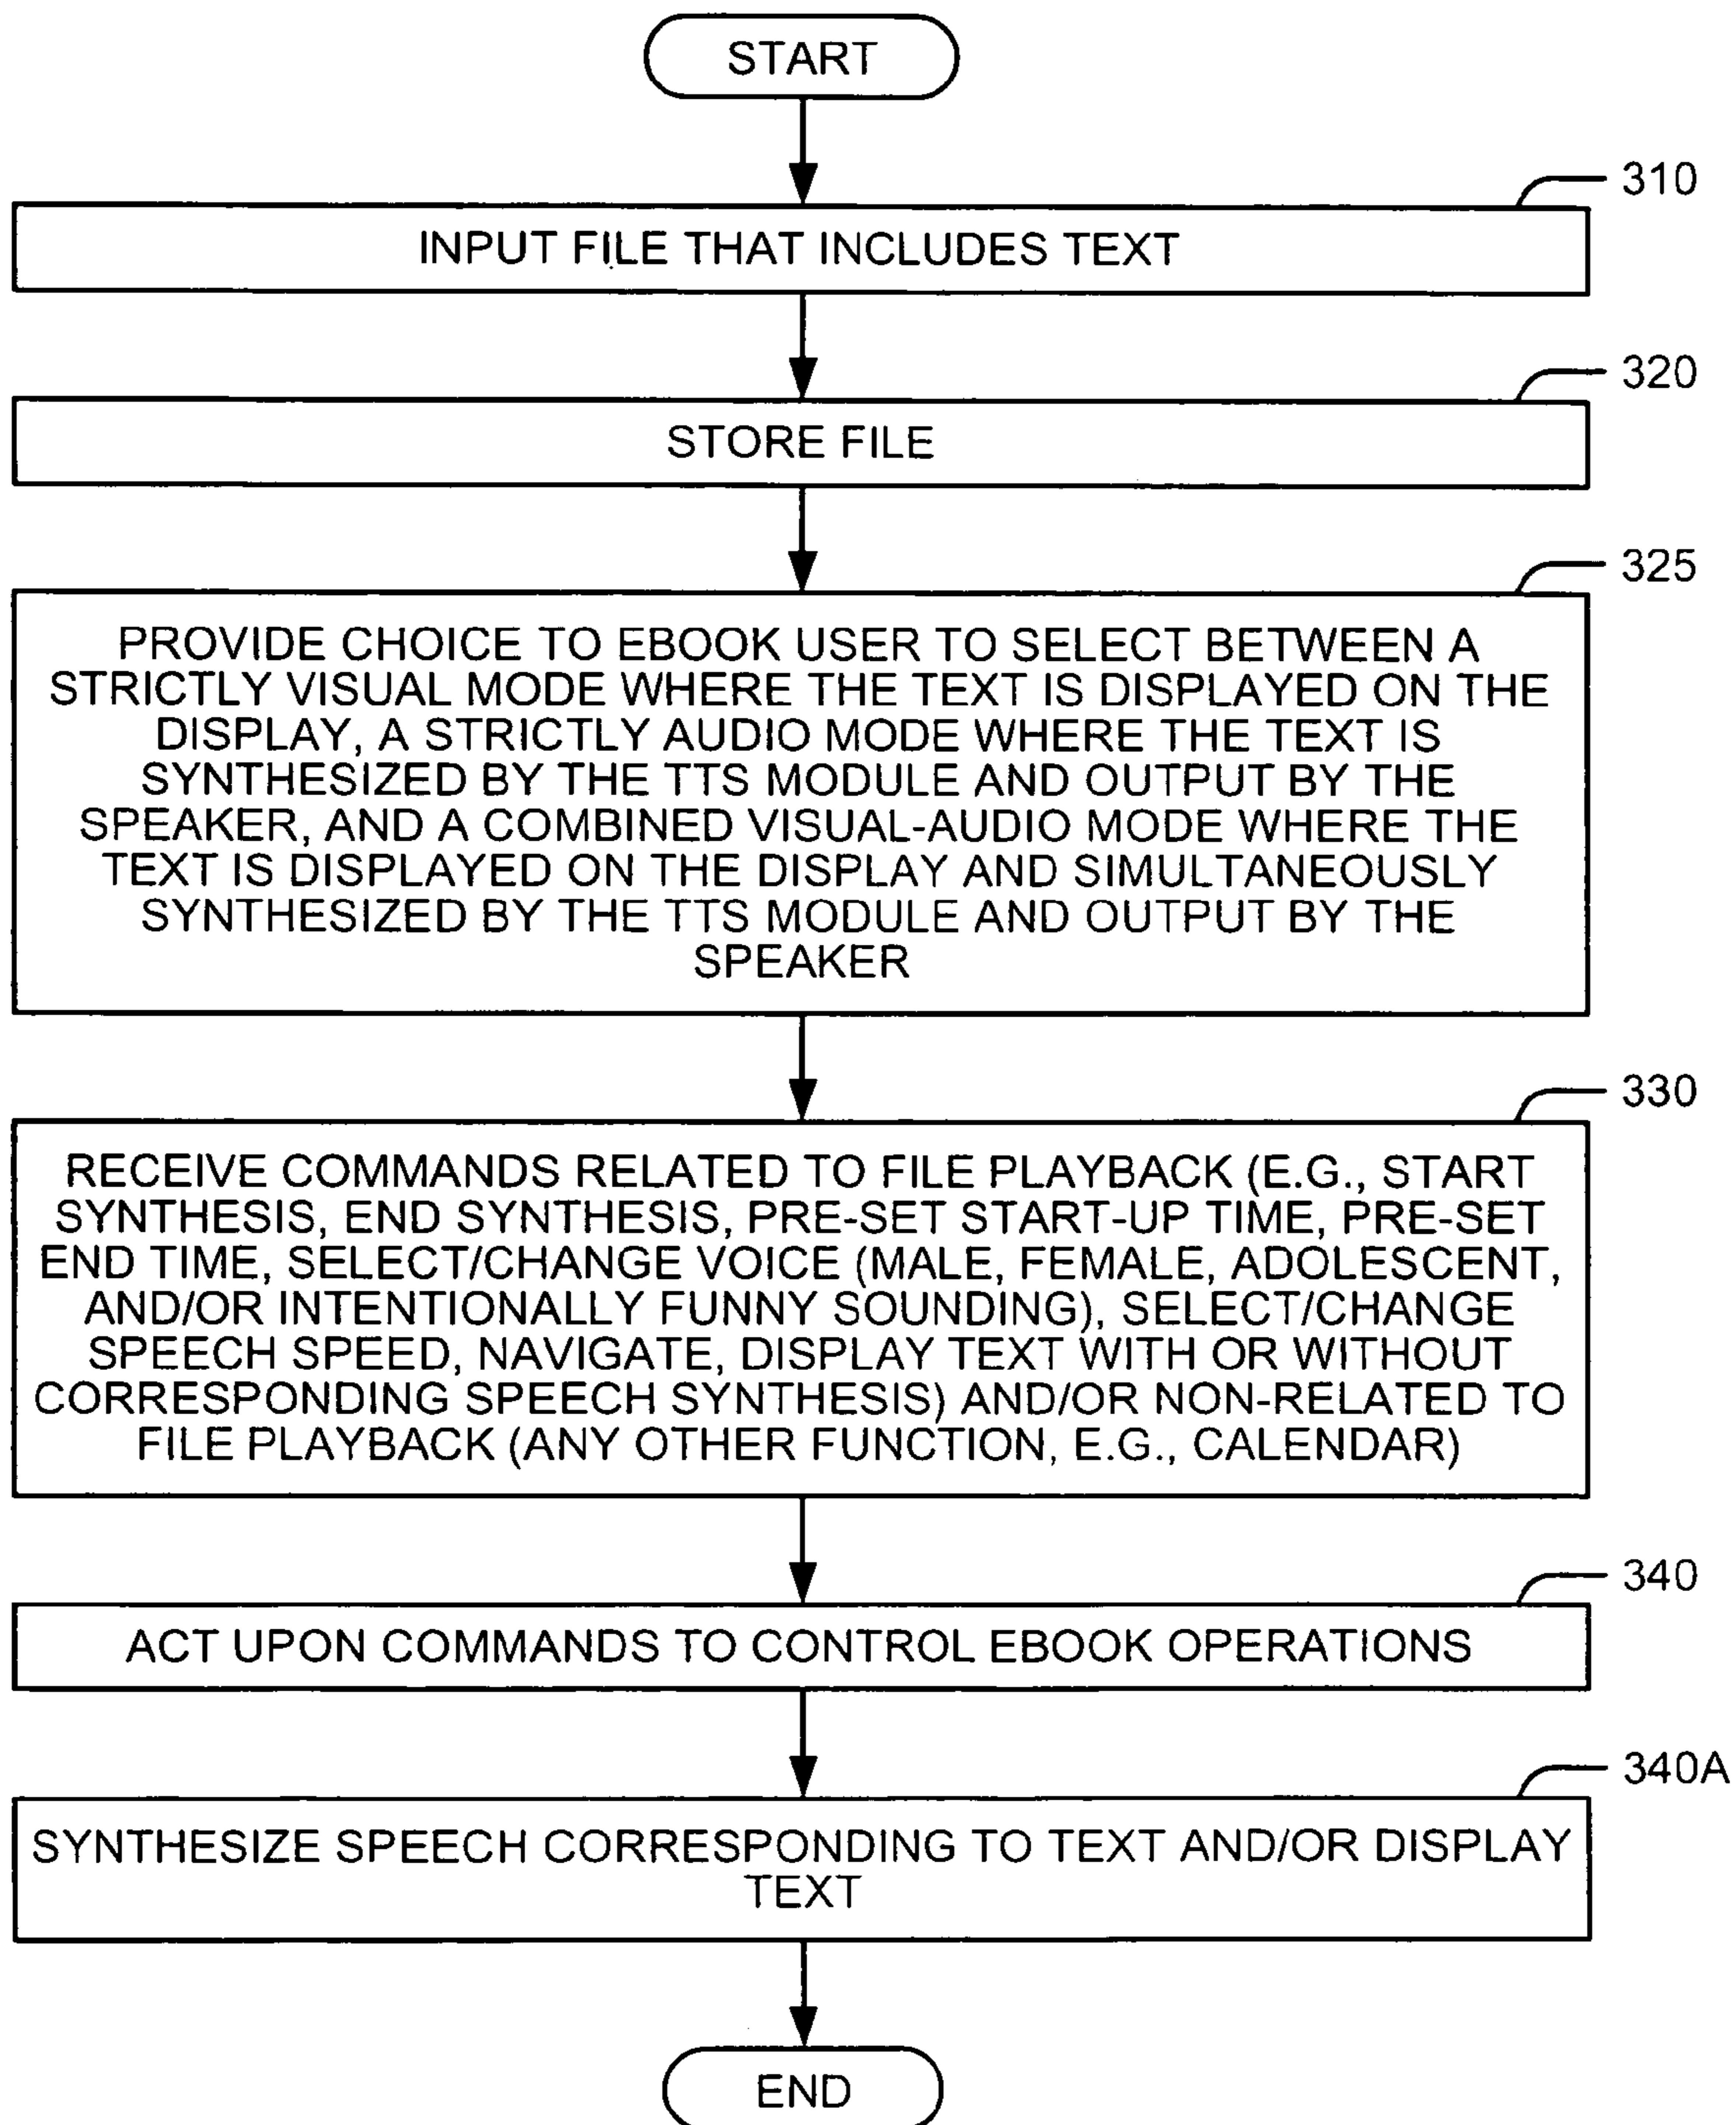 START
310
INPUT FILE THAT INCLUDES TEXT
320
STORE FILE
325
PROVIDE CHOICE TO EBOOK USER TO SELECT BETWEEN A
STRICTLY VISUAL MODE WHERE THE TEXT IS DISPLAYED ON THE
DISPLAY, A STRICTLY AUDIO MODE WHERE THE TEXT IS
SYNTHESIZED BY THE TTS MODULE AND OUTPUT BY THE
SPEAKER, AND A COMBINED VISUAL-AUDIO MODE WHERE THE
TEXT IS DISPLAYED ON THE DISPLAY AND SIMULTANEOUSLY
SYNTHESIZED BY THE TTS MODULE AND OUTPUT BY THE
SPEAKER
330
RECEIVE COMMANDS RELATED TO FILE PLAYBACK (E.G., START
SYNTHESIS, END SYNTHESIS, PRE-SET START-UP TIME, PRE-SET
END TIME, SELECT/CHANGE VOICE (MALE, FEMALE, ADOLESCENT,
AND/OR INTENTIONALLY FUNNY SOUNDING), SELECT/CHANGE
SPEECH SPEED, NAVIGATE, DISPLAY TEXT WITH OR WITHOUT
CORRESPONDING SPEECH SYNTHESIS) AND/OR NON-RELATED TO
FILE PLAYBACK (ANY OTHER FUNCTION, E.G., CALENDAR)
340
ACT UPON COMMANDS TO CONTROL EBOOK OPERATIONS
340A
SYNTHESIZE SPEECH CORRESPONDING TO TEXT AND/OR DISPLAY
TEXT
END